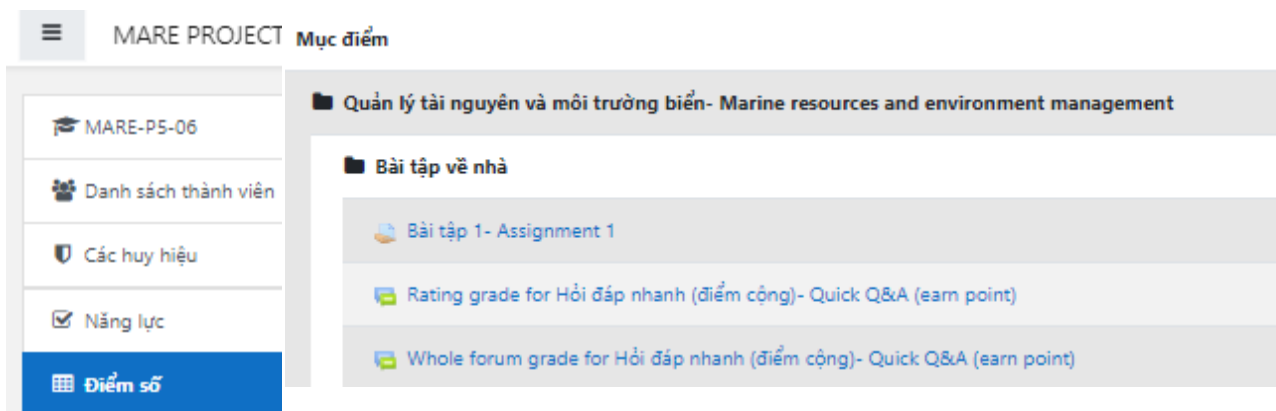 MARE PROJECT
MARE-P5-06
Danh sách thành viên
Các huy hiệu
Năng lực
Điểm số
Mục điểm
Quản lý tài nguyên và môi trường biển- Marine resources and environment management
Bài tập về nhà
Bài tập 1- Assignment 1
Rating grade for Hỏi đáp nhanh (điểm cộng)- Quick Q&A (earn point)
Whole forum grade for Hỏi đáp nhanh (điểm cộng)- Quick Q&A (earn point)